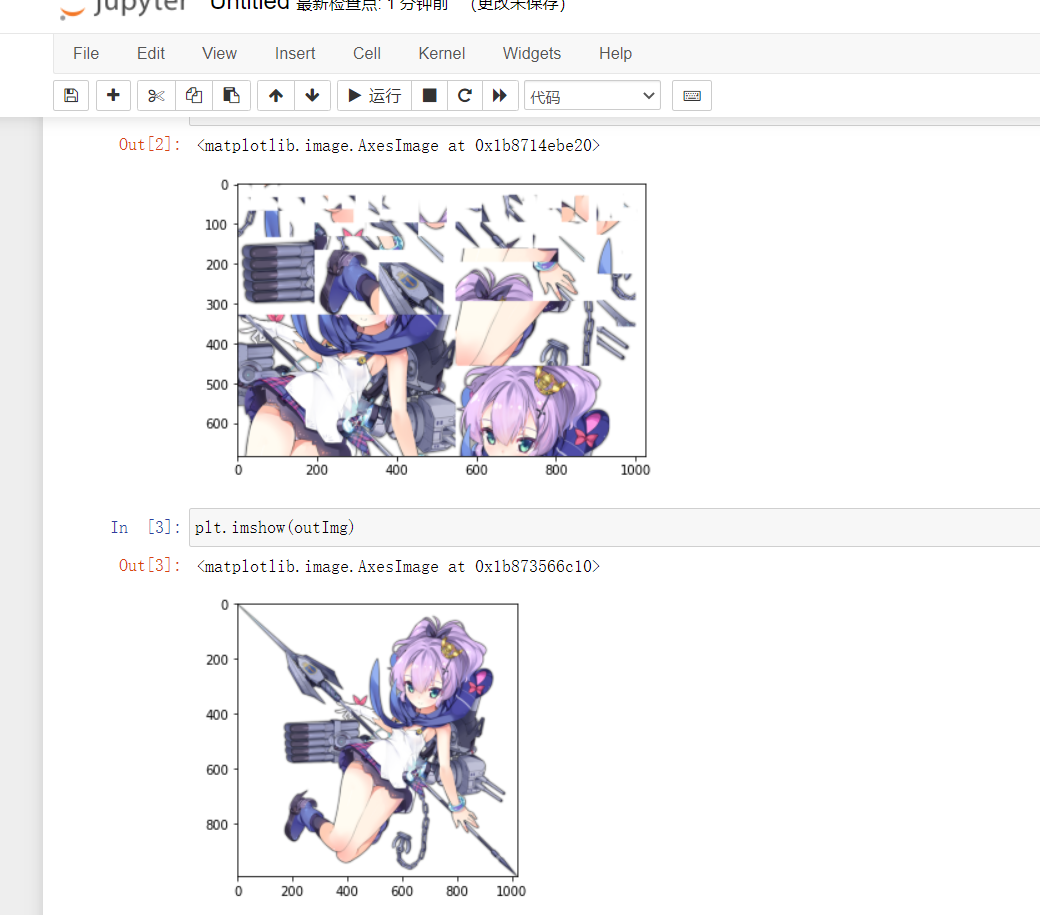 jupyter Untitled 最新检查点: 1 分钟前 (更改未保存)
File Edit View Insert Cell Kernel Widgets Help
运行 代码
Out[2]: <matplotlib.image.AxesImage at 0x1b8714ebe20>
0
100
200
300
400
500
600
0 200 400 600 800 1000
In [3]: plt.imshow(outImg)
Out[3]: <matplotlib.image.AxesImage at 0x1b873566c10>
0
200
400
600
800
0 200 400 600 800 1000